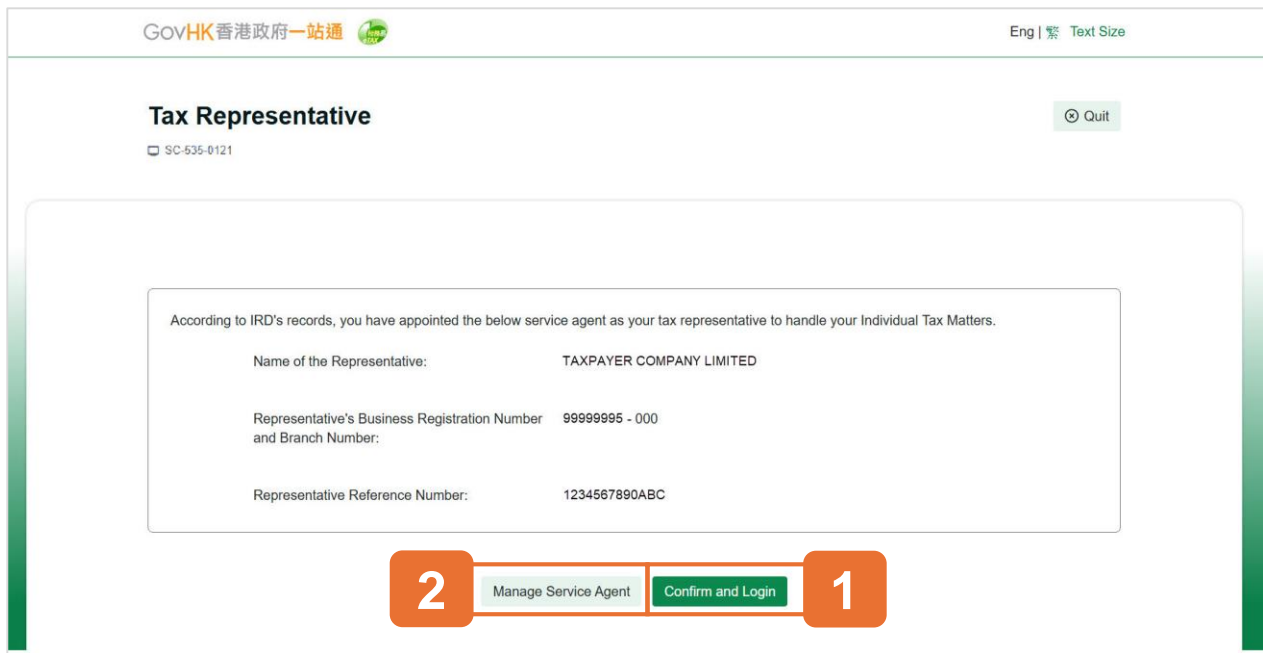 GovHK香港政府一站通
Eng | 繁 Text Size
Tax Representative
Quit
SC-535-0121
According to IRD's records, you have appointed the below service agent as your tax representative to handle your Individual Tax Matters.
Name of the Representative: TAXPAYER COMPANY LIMITED
Representative's Business Registration Number 99999995 - 000
and Branch Number:
Representative Reference Number: 1234567890ABC
2 Manage Service Agent Confirm and Login 1